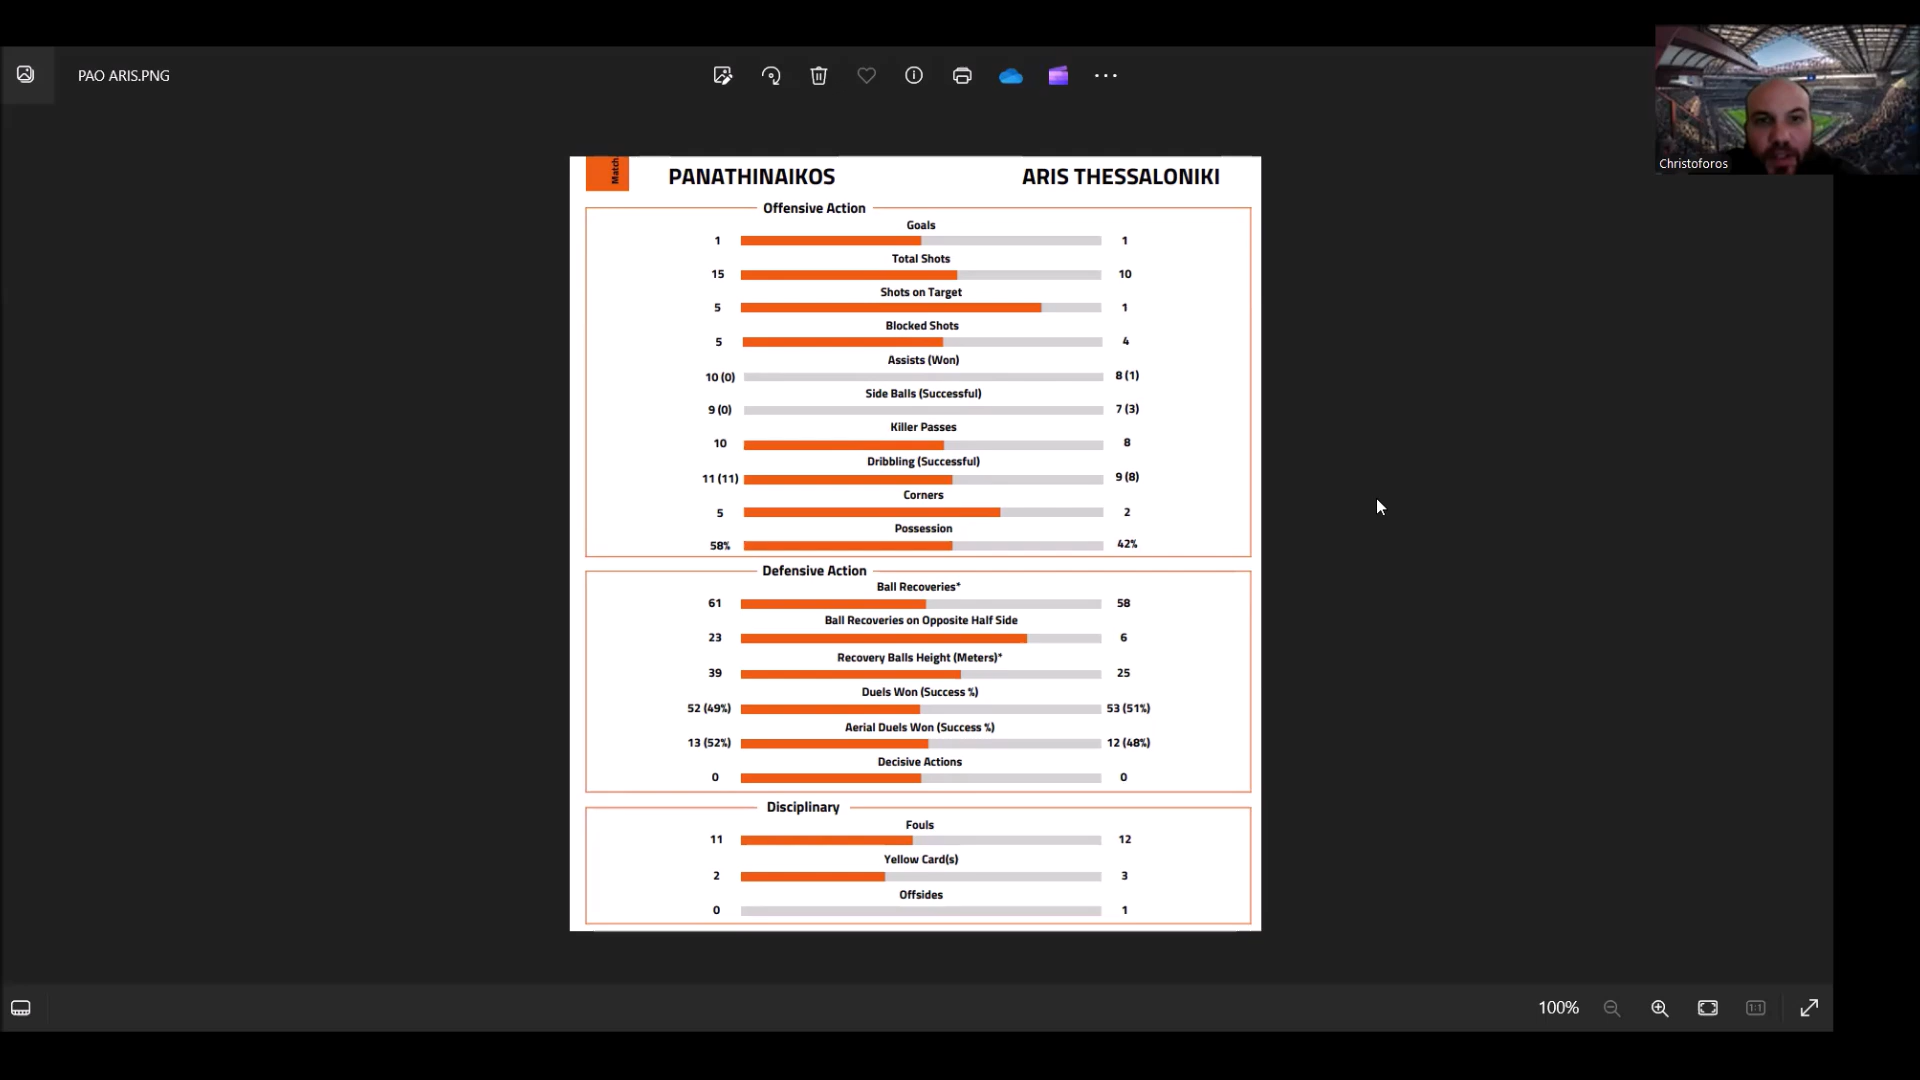 PAO ARIS.PNG
Christoforos
Match
PANATHINAIKOS ARIS THESSALONIKI
Offensive Action
Goals
1 1
Total Shots
15 10
Shots on Target
5 1
Blocked Shots
5 4
Assists (Won)
10 (0) 8 (1)
Side Balls (Successful)
9 (0) 7 (3)
Killer Passes
10 8
Dribbling (Successful)
11 (11) 9 (8)
Corners
5 2
Possession
58% 42%
Defensive Action
Ball Recoveries*
61 58
Ball Recoveries on Opposite Half Side
23 6
Recovery Balls Height (Meters)*
39 25
Duels Won (Success %)
52 (49%) 53 (51%)
Aerial Duels Won (Success %)
13 (52%) 12 (48%)
Decisive Actions
0 0
Disciplinary
Fouls
11 12
Yellow Card(s)
2 3
Offsides
0 1
100% 1:1